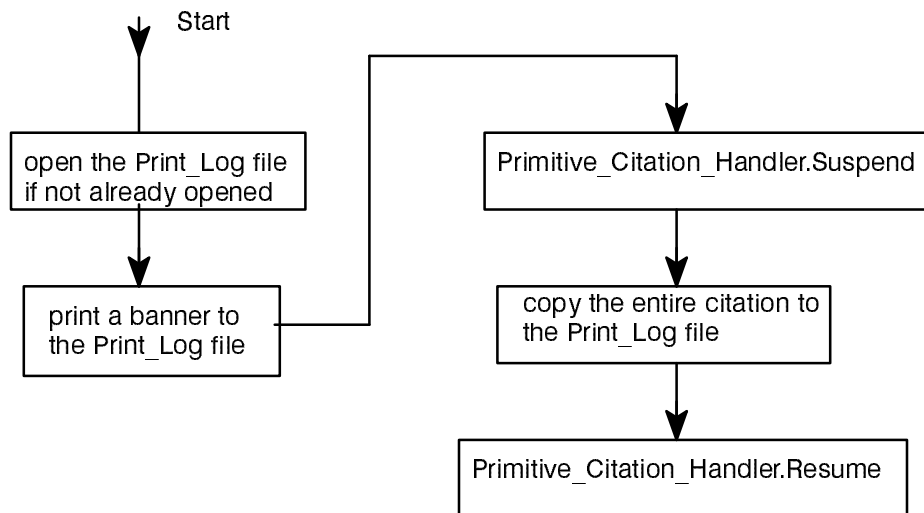 Start
open the Print_Log file
if not already opened
print a banner to
the Print_Log file
Primitive_Citation_Handler.Suspend
copy the entire citation to
the Print_Log file
Primitive_Citation_Handler.Resume